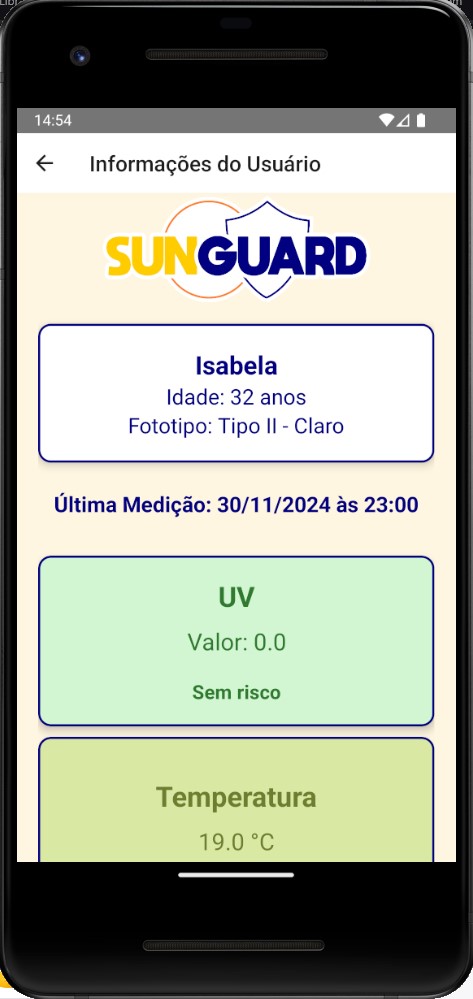 14:54
Informações do Usuário
SUNGUARD
Isabela
Idade: 32 anos
Fototipo: Tipo II - Claro
Última Medição: 30/11/2024 às 23:00
UV
Valor: 0.0
Sem risco
Temperatura
19.0 °C